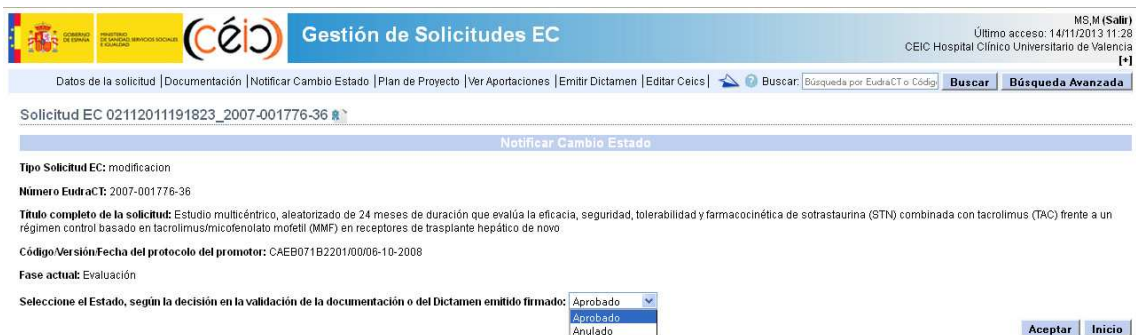 GOBIERNO DE ESPAÑA
MINISTERIO DE SANIDAD, SERVICIOS SOCIALES E IGUALDAD
céic
Gestión de Solicitudes EC
MS,M (Salir)
Último acceso: 14/11/2013 11:28
CEIC Hospital Clínico Universitario de Valencia
[+]
Datos de la solicitud |Documentación |Notificar Cambio Estado |Plan de Proyecto |Ver Aportaciones |Emitir Dictamen |Editar Ceics| Buscar: Búsqueda por EudraCT o Códig Buscar Búsqueda Avanzada
Solicitud EC 02112011191823_2007-001776-36
Notificar Cambio Estado
Tipo Solicitud EC: modificacion
Número EudraCT: 2007-001776-36
Título completo de la solicitud: Estudio multicéntrico, aleatorizado de 24 meses de duración que evalúa la eficacia, seguridad, tolerabilidad y farmacocinética de sotrastaurina (STN) combinada con tacrolimus (TAC) frente a un
régimen control basado en tacrolimus/micofenolato mofetil (MMF) en receptores de trasplante hepático de novo
Código/Versión/Fecha del protocolo del promotor: CAEB071B2201/00/06-10-2008
Fase actual: Evaluación
Seleccione el Estado, según la decisión en la validación de la documentación o del Dictamen emitido firmado: Aprobado
Aprobado
Anulado
Aceptar Inicio